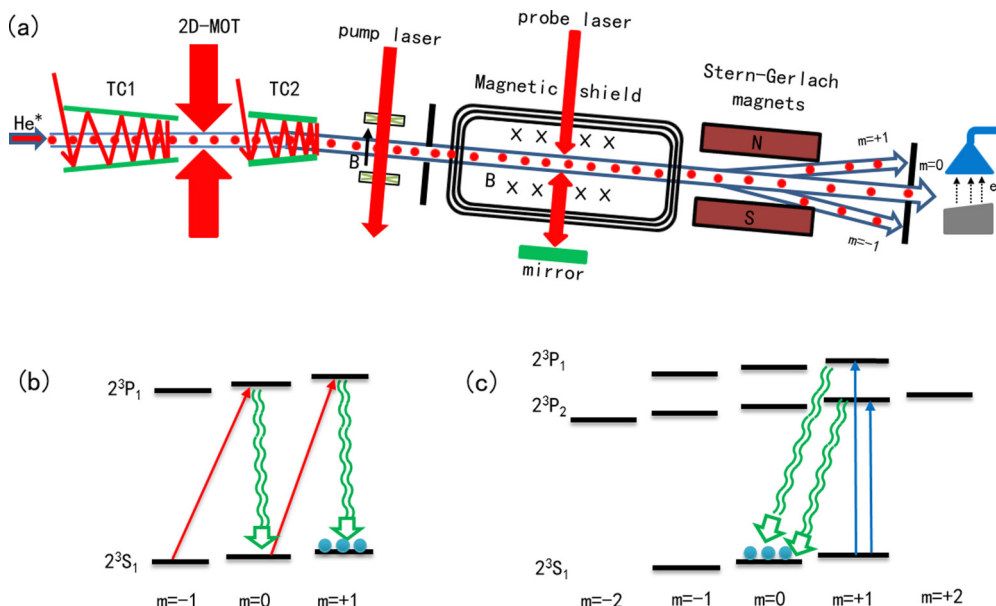 (a)
2D-MOT
pump laser
probe laser
TC1
TC2
Magnetic shield
Stern-Gerlach
magnets
He*
B
X X X X
B
X X X X
N
S
m=+1
m=0
m=-1
e
mirror
(b)
2³P₁
2³S₁
m=-1 m=0 m=+1
(c)
2³P₁
2³P₂
2³S₁
m=-2 m=-1 m=0 m=+1 m=+2